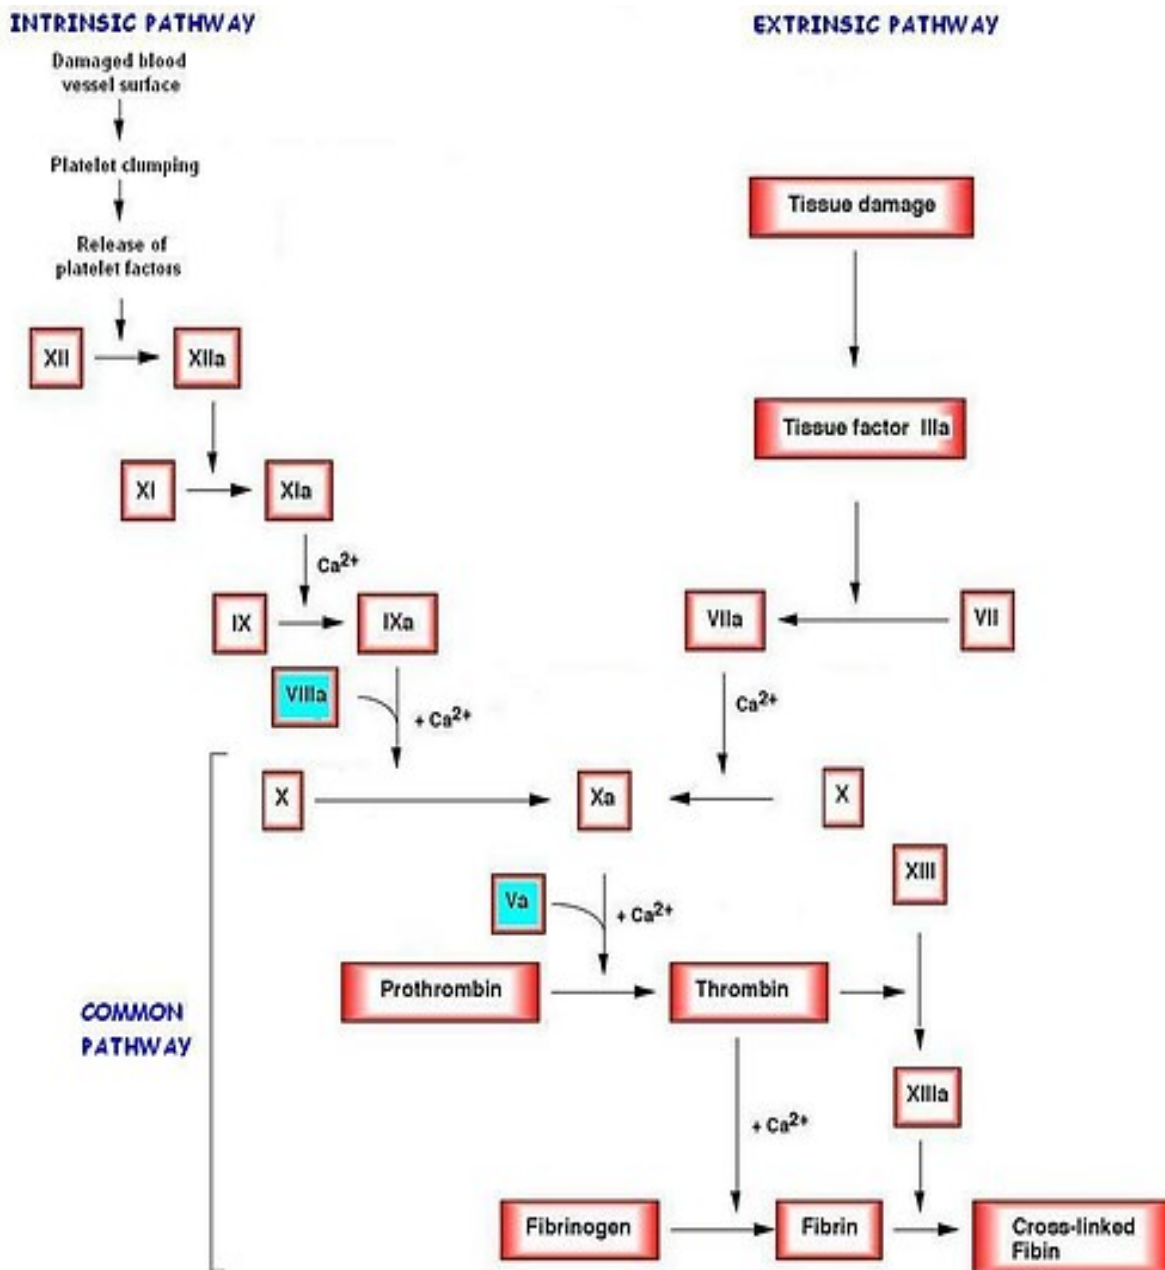 INTRINSIC PATHWAY
EXTRINSIC PATHWAY
Damaged blood
vessel surface
Platelet clumping
Release of
platelet factors
Tissue damage
XII
XIIa
Tissue factor IIIa
XI
XIa
Ca2+
IX
IXa
VIIa
VII
VIIIa
+ Ca2+
Ca2+
X
Xa
X
XIII
Va
+ Ca2+
Prothrombin
Thrombin
COMMON
PATHWAY
XIIIa
+ Ca2+
Fibrinogen
Fibrin
Cross-linked
Fibin